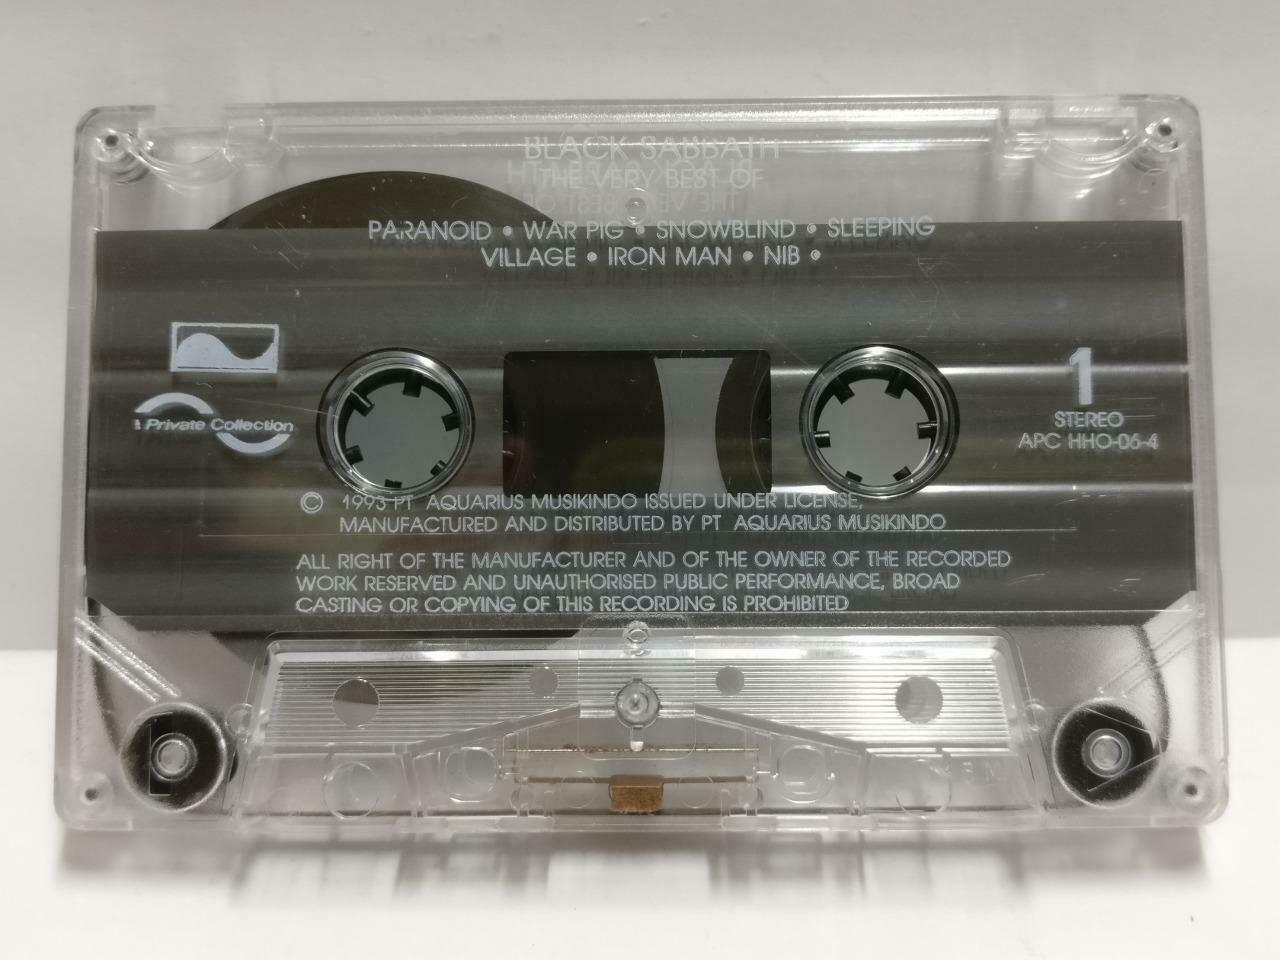 BLACK SABBATH
THE VERY BEST OF
PARANOID • WAR PIG • SNOWBLIND • SLEEPING
VILLAGE • IRON MAN • NIB •
Private Collection
1
STEREO
APC HHO-06-4
© 1993 PT AQUARIUS MUSIKINDO ISSUED UNDER LICENSE,
MANUFACTURED AND DISTRIBUTED BY PT AQUARIUS MUSIKINDO
ALL RIGHT OF THE MANUFACTURER AND OF THE OWNER OF THE RECORDED
WORK RESERVED AND UNAUTHORISED PUBLIC PERFORMANCE, BROAD
CASTING OR COPYING OF THIS RECORDING IS PROHIBITED